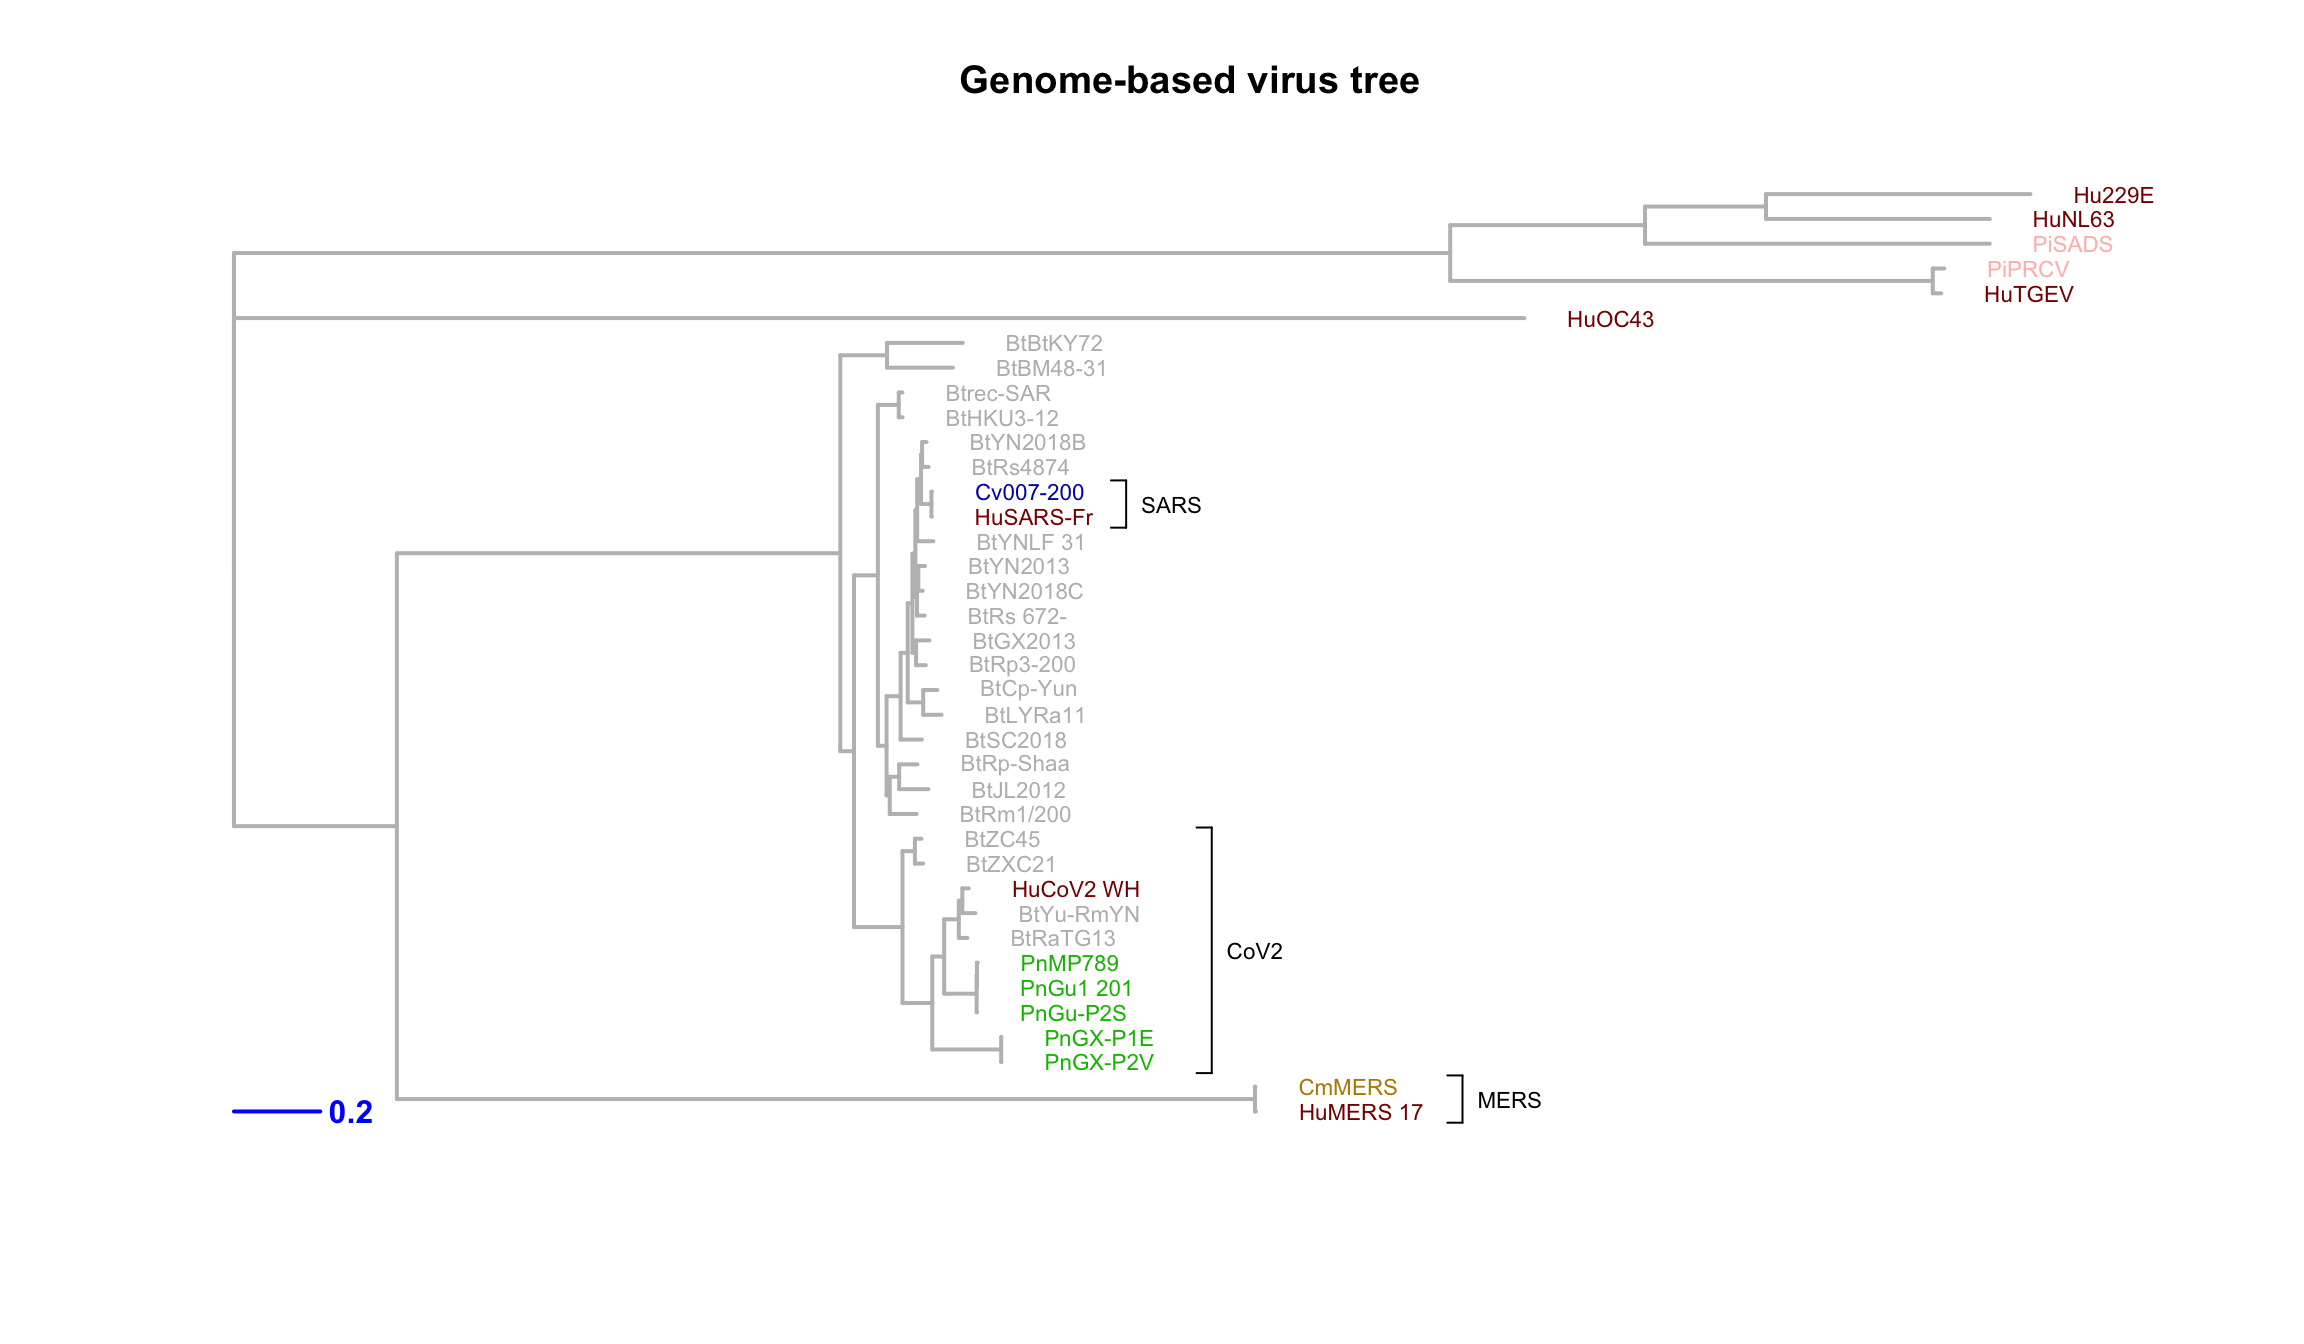 Genome-based virus tree
Hu229E
HuNL63
PiSADS
PiPRCV
HuTGEV
HuOC43
BtBtKY72
BtBM48-31
Btrec-SAR
BtHKU3-12
BtYN2018B
BtRs4874
Cv007-200
SARS
HuSARS-Fr
BtYNLF 31
BtYN2013
BtYN2018C
BtRs 672-
BtGX2013
BtRp3-200
BtCp-Yun
BtLYRa11
BtSC2018
BtRp-Shaa
BtJL2012
BtRm1/200
BtZC45
BtZXC21
HuCoV2 WH
BtYu-RmYN
BtRaTG13
CoV2
PnMP789
PnGu1 201
PnGu-P2S
PnGX-P1E
PnGX-P2V
CmMERS
MERS
HuMERS 17
0.2